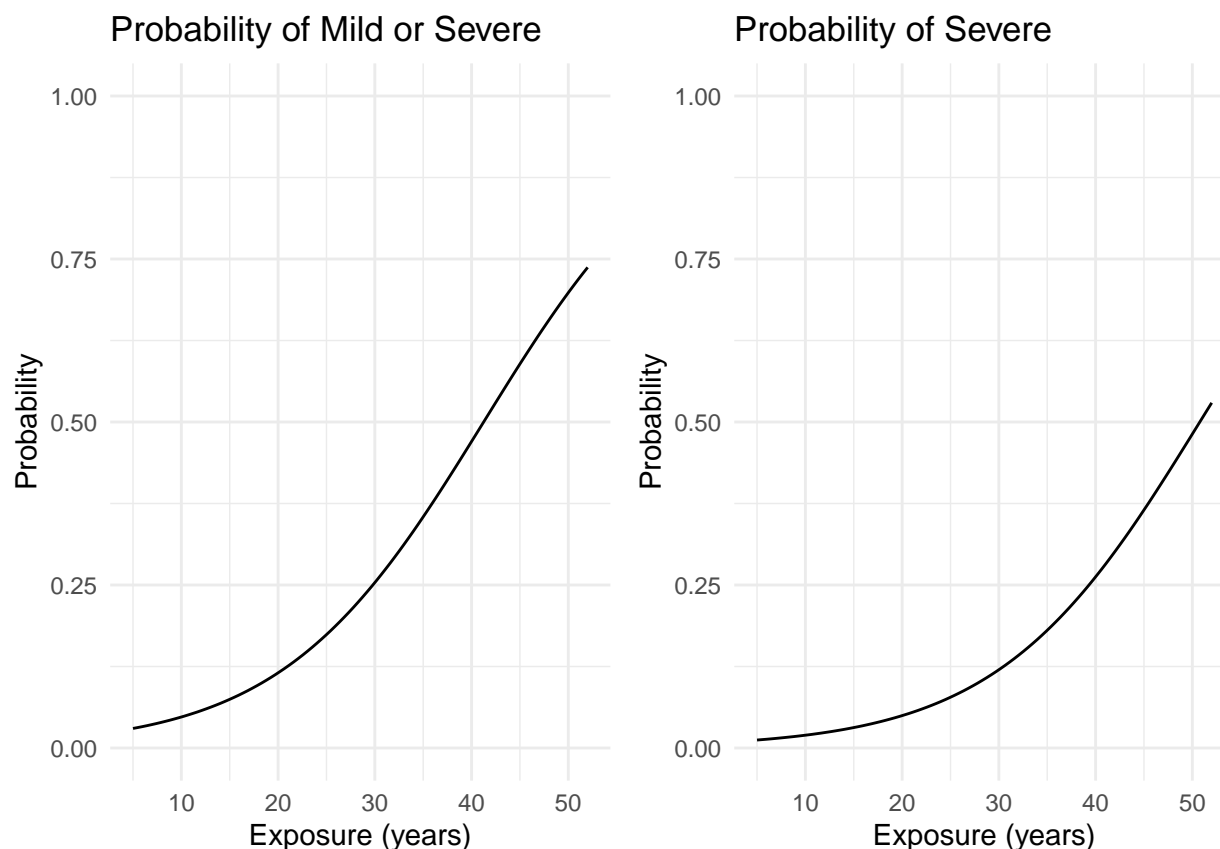 Probability of Mild or Severe
1.00
0.75
0.50
0.25
0.00
Probability
10 20 30 40 50
Exposure (years)
Probability of Severe
1.00
0.75
0.50
0.25
0.00
Probability
10 20 30 40 50
Exposure (years)